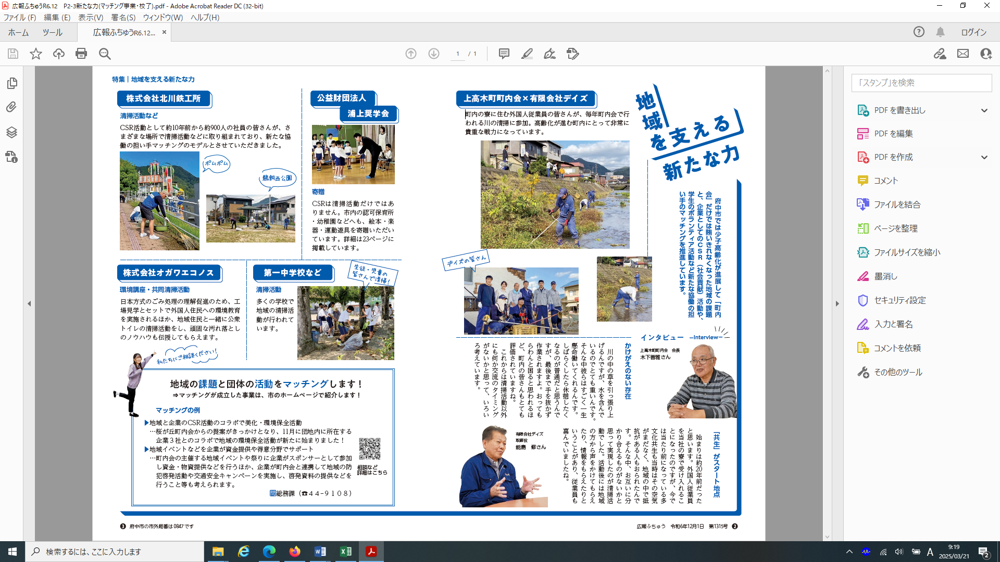 広報ふちゅうR6.12　P2-3新たな力(マッチング事業・校了).pdf - Adobe Acrobat Reader DC (32-bit)
ファイル(F)　編集(E)　表示(V)　署名(S)　ウィンドウ(W)　ヘルプ(H)
ホーム　ツール　広報ふちゅうR6.12...　×　ログイン
1 / 1
特集｜地域を支える新たな力
地域を支える
新たな力
府中市では少子高齢化が進展して「町内
会」だけでは賄いきれなくなった地域の課題
と、企業としてのCSR（社会貢献）活動や、
学生のボランティア活動など新たな協働の担
い手のマッチングを推進しています。
上高木町町内会×有限会社デイズ
町内の寮に住む外国人従業員の皆さんが、毎年町内会で行
われる川の清掃に参加。高齢化が進む町内にとって非常に
貴重な戦力になっています。
デイズの皆さん
インタビュー —Interview—
上高木町町内会　会長
木下善雅さん
かけがえのない存在
川の中の草を引っ張り上
げるんですが、水を含んで
いるのでとても重いんです。
そんな中彼らはすごく一生
懸命働いてくれるんです。
しばらくしたら休憩したく
なるのが普通だと思うんで
すが、最後まで手を抜かず
作業されますよ。おっても
らわんと困ると思われるほ
ど、町内の皆さんもとても
評価されていますね。
これからは清掃活動以外
にも何か交流のタイミング
がないかと思って、いろい
ろ考えています。
「共生」がスタート地点
始まりは約20年前だった
と思います。外国人従業員
を当社の寮で受け入れるこ
とになったのですが、今で
は当たり前になっている多
文化共生も当時はその空気
がまだなく、地域の中で抵
抗がある人もおられたんで
す。そんな中、お互いに分
かり合えるものがないかと
思って実現したのが清掃活
動でした。活動後には地域
の方から声をかけてもらえ
たり、情報をもらえたりと
いうことがあり、従業員も
喜んでいましたね。
有限会社デイズ
取締役
能島　修さん
広報ふちゅう　令和6年12月1日　第1315号　2
株式会社北川鉄工所
清掃活動など
CSR活動として約10年前から約900人の社員の皆さんが、さ
まざまな場所で清掃活動などに取り組まれており、新たな協
働の担い手マッチングのモデルとさせていただきました。
ポムポム
鵜飼西公園
公益財団法人
浦上奨学会
寄贈
CSRは清掃活動だけではあ
りません。市内の認可保育所
・幼稚園などへも、絵本・楽
器・運動遊具を寄贈いただい
ています。詳細は23ページに
掲載しています。
株式会社オガワエコノス
環境講座・共同清掃活動
日本方式のごみ処理の理解促進のため、工
場見学とセットで外国人住民への環境教育
を実施されるほか、地域住民と一緒に公衆
トイレの清掃活動をし、頑固な汚れ落とし
のノウハウも伝授してもらえます。
第一中学校など
清掃活動
多くの学校で
地域の清掃活
動が行われて
います。
生徒・児童の
皆さんで清掃！
私たちにご相談ください！
地域の課題と団体の活動をマッチングします！
⇒マッチングが成立した事業は、市のホームページで紹介します！
マッチングの例
▶地域と企業のCSR活動のコラボで美化・環境保全活動
…桜が丘町内会からの提案がきっかけとなり、11月に団地内に所在する
企業３社とのコラボで地域の環境保全活動が新たに始まりました！
▶地域イベントなどを企業が資金提供や得意分野でサポート
…町内会の主催する地域イベントや祭りに企業がスポンサーとして参加
し資金・物資提供などを行うほか、企業が町内会と連携して地域の防
犯啓発活動や交通安全キャンペーンを実施し、啓発資料の提供などを
行うこと等も考えられます。
相談など
詳細はこちら
問総務課（☎４４−９１０８）
3　府中市の市外局番は0847です
「スタンプ」を検索
PDF を書き出し
PDF を編集
PDF を作成
コメント
ファイルを結合
ページを整理
ファイルサイズを縮小
墨消し
セキュリティ設定
入力と署名
コメントを依頼
その他のツール
検索するには、ここに入力します
A
9:19
2025/03/21
2